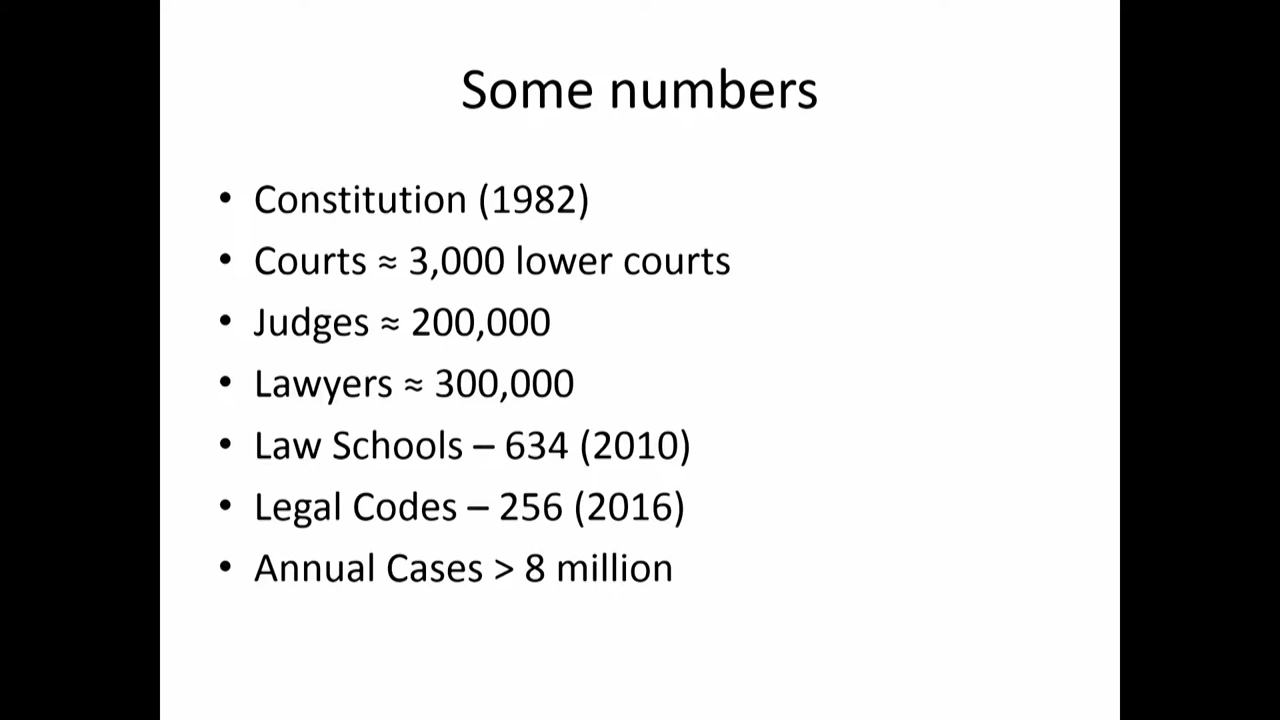 Some numbers
• Constitution (1982)
• Courts ≈ 3,000 lower courts
• Judges ≈ 200,000
• Lawyers ≈ 300,000
• Law Schools – 634 (2010)
• Legal Codes – 256 (2016)
• Annual Cases > 8 million